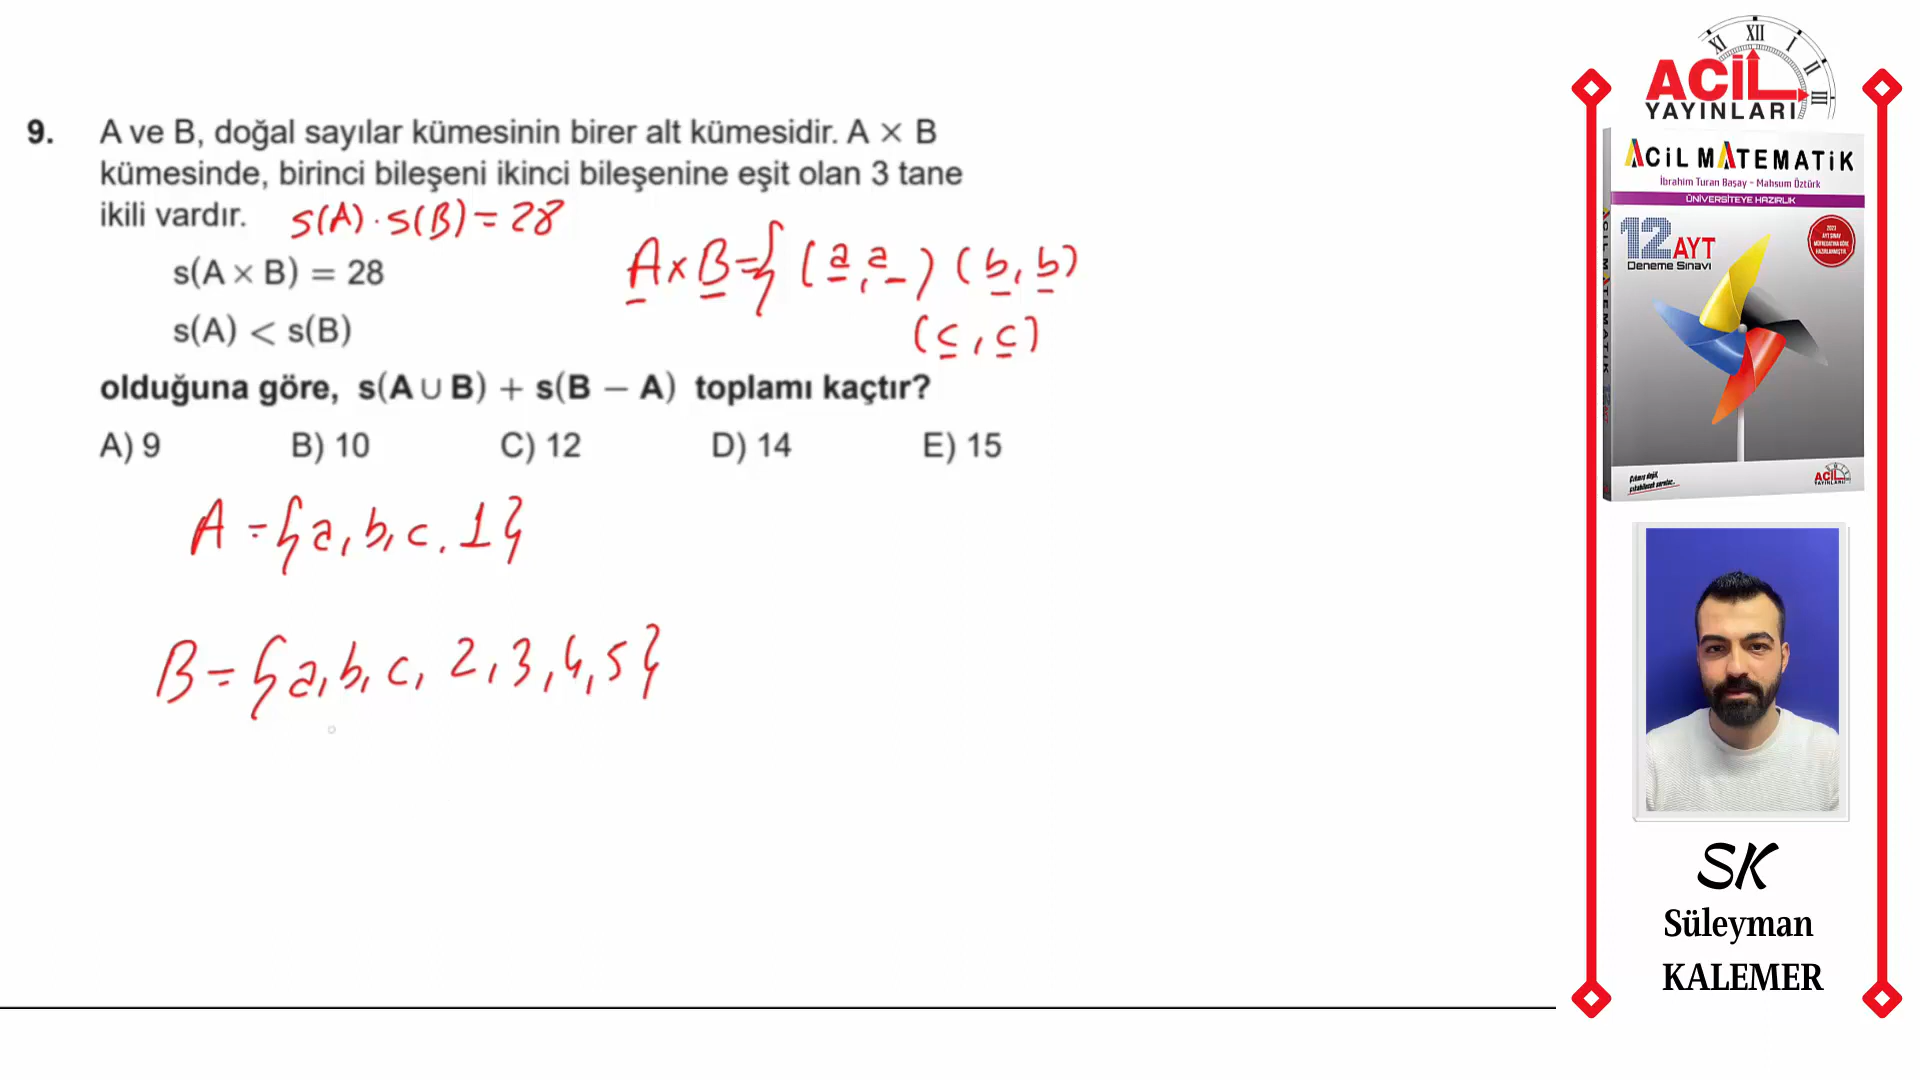 9. A ve B, doğal sayılar kümesinin birer alt kümesidir. A × B
kümesinde, birinci bileşeni ikinci bileşenine eşit olan 3 tane
ikili vardır. s(A) · s(B) = 28
s(A × B) = 28
A×B={ (a,a) (b,b)
s(A) < s(B)
(c,c)
olduğuna göre, s(A ∪ B) + s(B − A) toplamı kaçtır?
A) 9 B) 10 C) 12 D) 14 E) 15
A = {a, b, c, 1}
B = {a, b, c, 2, 3, 4, 5}
XI XII I II III
ACİL
YAYINLARI
ACİL MATEMATİK
İbrahim Turan Başay - Mahsum Öztürk
ÜNİVERSİTEYE HAZIRLIK
12 AYT
Deneme Sınavı
ACİL
YAYINLARI
SK
Süleyman
KALEMER